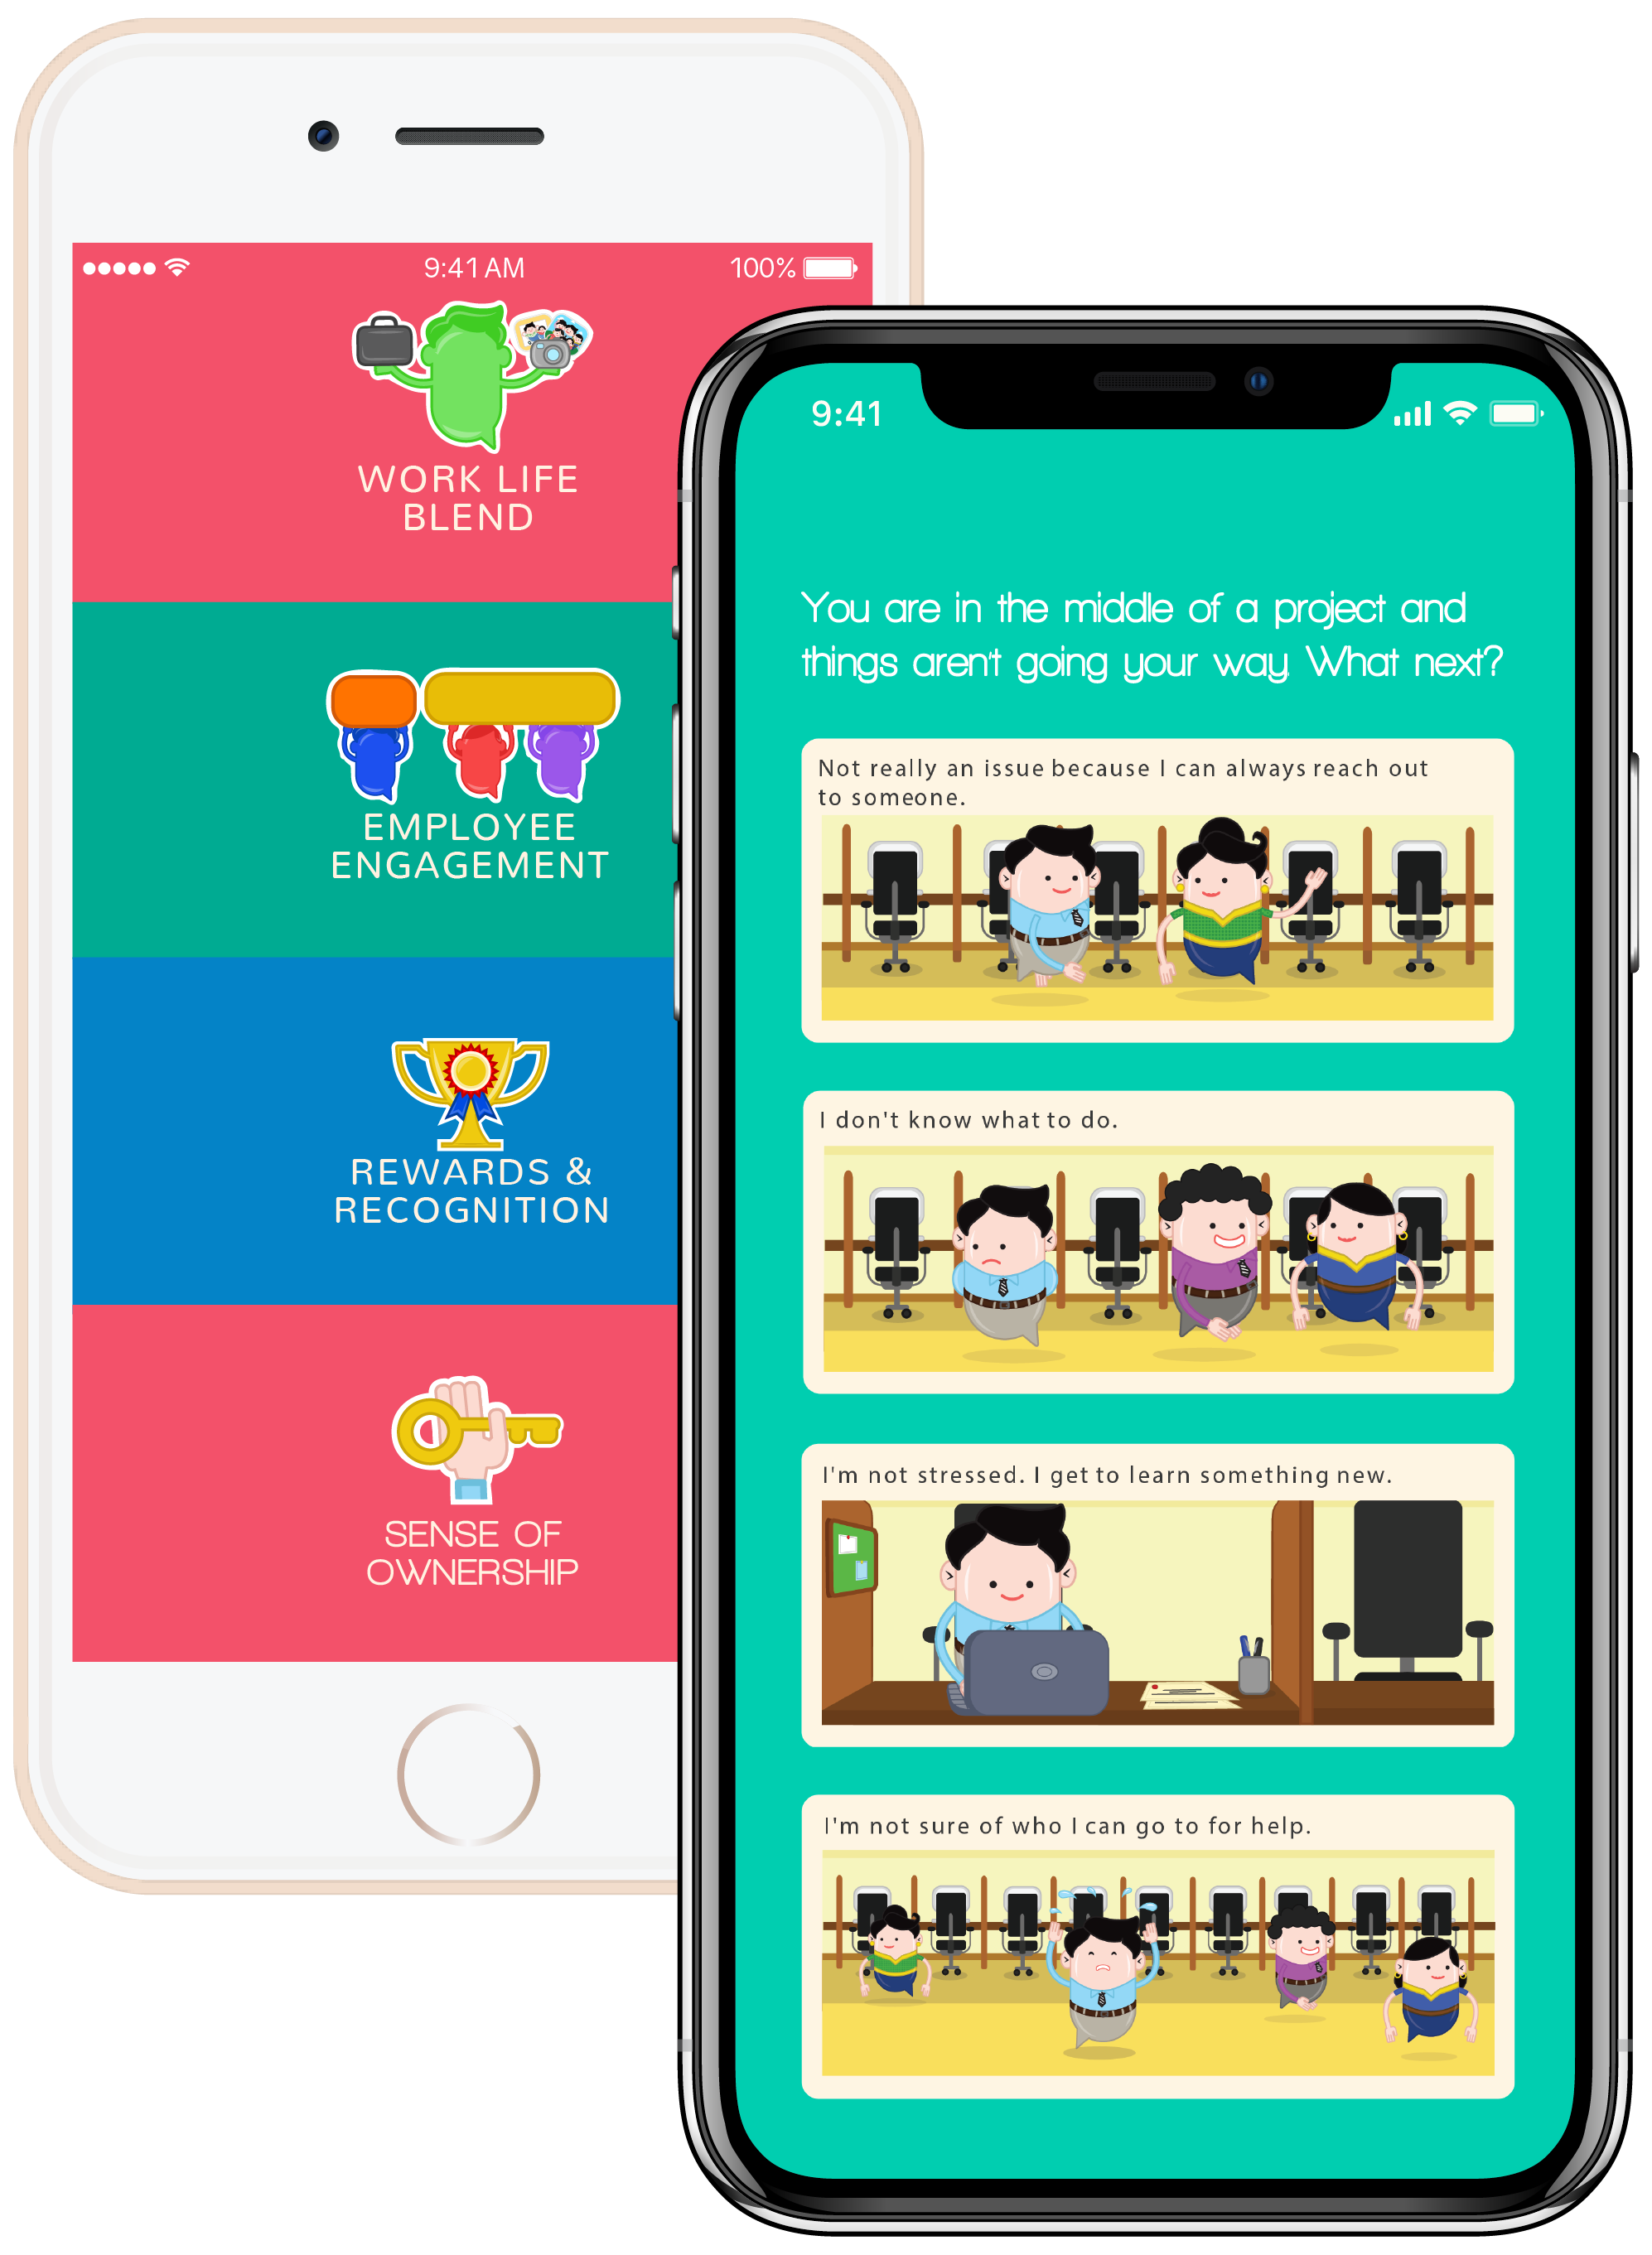 9:41 AM
100%
WORK LIFE
BLEND
EMPLOYEE
ENGAGEMENT
REWARDS &
RECOGNITION
SENSE OF
OWNERSHIP
9:41
You are in the middle of a project and
things aren't going your way. What next?
Not really an issue because I can always reach out
to someone.
I don't know what to do.
I'm not stressed. I get to learn something new.
I'm not sure of who I can go to for help.